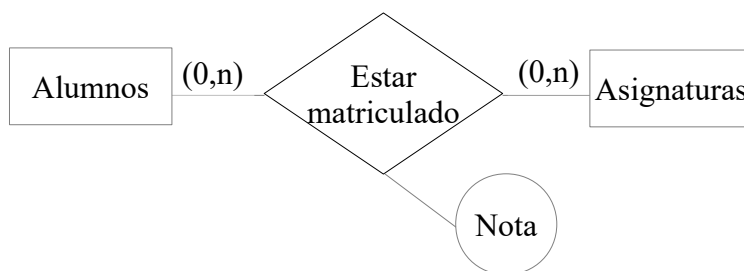 Alumnos
(0,n)
Estar
matriculado
(0,n)
Asignaturas
Nota